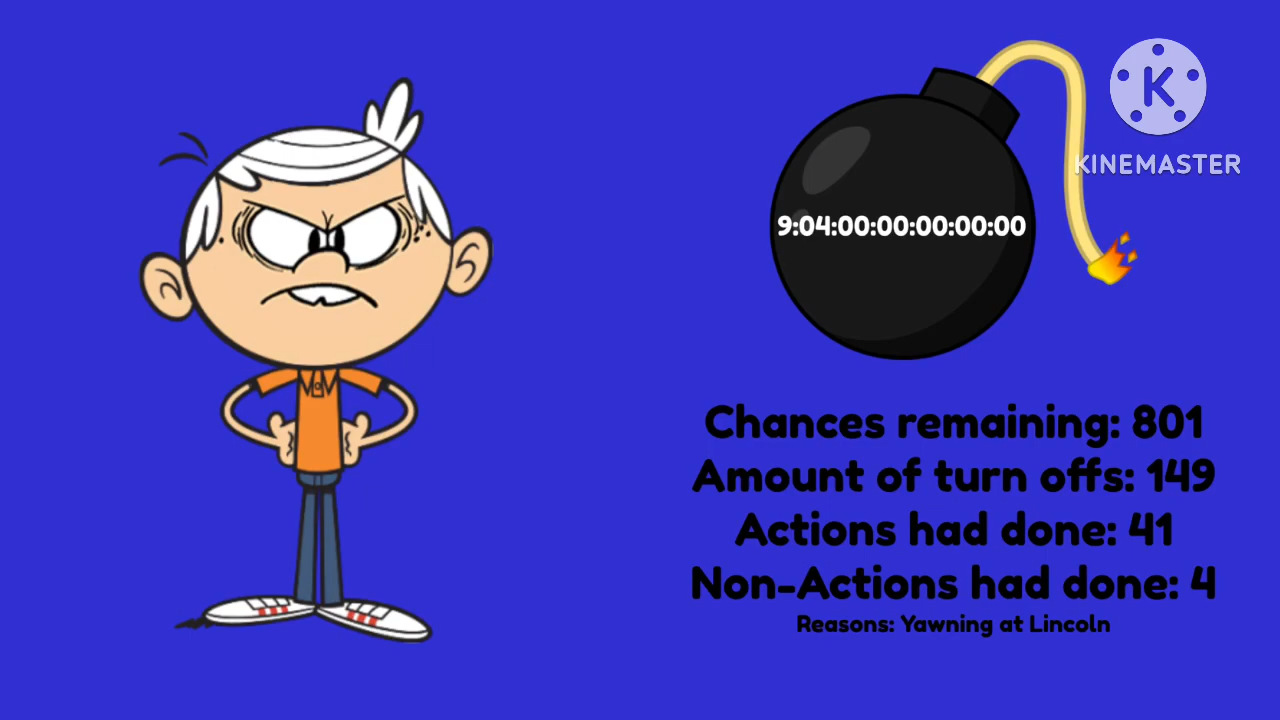 K
KINEMASTER
9:04:00:00:00:00:00:00
Chances remaining: 801
Amount of turn offs: 149
Actions had done: 41
Non-Actions had done: 4
Reasons: Yawning at Lincoln